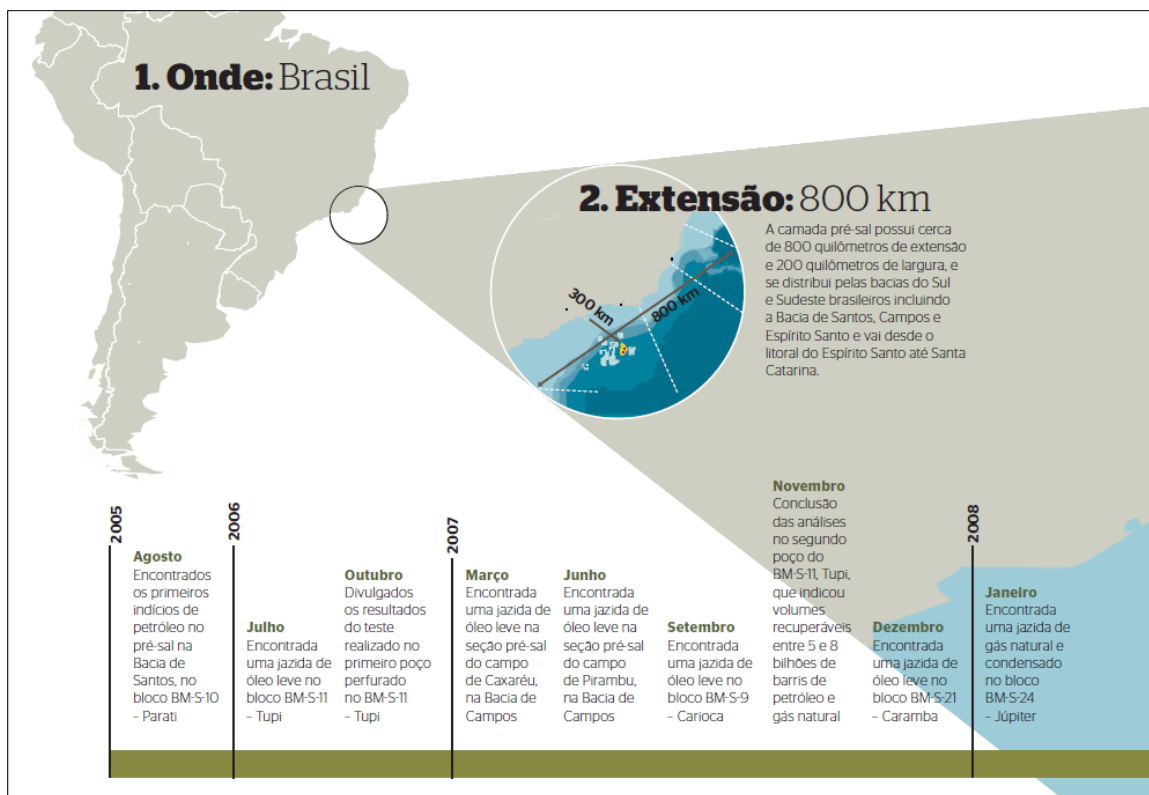 1. Onde: Brasil
2. Extensão: 800 km
A camada pré-sal possui cerca
de 800 quilômetros de extensão
e 200 quilômetros de largura, e
se distribui pelas bacias do Sul
e Sudeste brasileiros incluindo
a Bacia de Santos, Campos e
Espírito Santo e vai desde o
litoral do Espírito Santo até Santa
Catarina.
300 km
800 km
2005
Agosto
Encontrados
os primeiros
indícios de
petróleo no
pré-sal na
Bacia de
Santos, no
bloco BM-S-10
– Parati
2006
Julho
Encontrada
uma jazida de
óleo leve no
bloco BM-S-11
– Tupi
Outubro
Divulgados
os resultados
do teste
realizado no
primeiro poço
perfurado
no BM-S-11
– Tupi
2007
Março
Encontrada
uma jazida de
óleo leve na
seção pré-sal
do campo
de Caxaréu,
na Bacia de
Campos
Junho
Encontrada
uma jazida de
óleo leve na
seção pré-sal
do campo
de Pirambu,
na Bacia de
Campos
Setembro
Encontrada
uma jazida de
óleo leve no
bloco BM-S-9
– Carioca
Novembro
Conclusão
das análises
no segundo
poço do
BM-S-11, Tupi,
que indicou
volumes
recuperáveis
entre 5 e 8
bilhões de
barris de
petróleo e
gás natural
Dezembro
Encontrada
uma jazida de
óleo leve no
bloco BM-S-21
– Caramba
2008
Janeiro
Encontrada
uma jazida de
gás natural e
condensado
no bloco
BM-S-24
– Júpiter